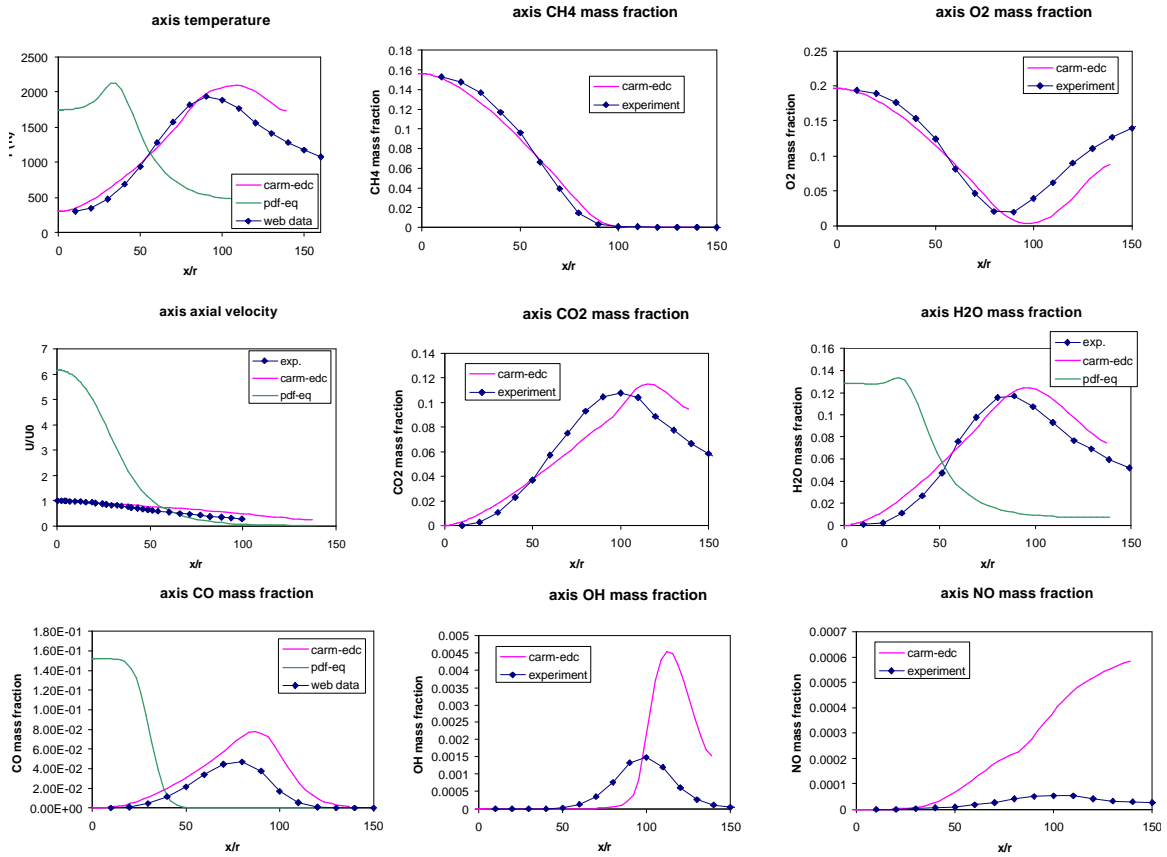 axis temperature
2500
2000
1500
1000
500
0
0 50 100 150
x/r
carm-edc
pdf-eq
web data
axis CH4 mass fraction
CH4 mass fraction
0.18
0.16
0.14
0.12
0.1
0.08
0.06
0.04
0.02
0
0 50 100 150
x/r
carm-edc
experiment
axis O2 mass fraction
O2 mass fraction
0.25
0.20
0.15
0.10
0.05
0
0 50 100 150
x/r
carm-edc
experiment
axis axial velocity
U/U0
7
6
5
4
3
2
1
0
0 50 100 150
x/r
exp.
carm-edc
pdf-eq
axis CO2 mass fraction
CO2 mass fraction
0.14
0.12
0.1
0.08
0.06
0.04
0.02
0
0 50 100 150
x/r
carm-edc
experiment
axis H2O mass fraction
H2O mass fraction
0.16
0.14
0.12
0.1
0.08
0.06
0.04
0.02
0
0 50 100 150
x/r
exp.
carm-edc
pdf-eq
axis CO mass fraction
CO mass fraction
1.80E-01
1.60E-01
1.40E-01
1.20E-01
1.00E-01
8.00E-02
6.00E-02
4.00E-02
2.00E-02
0.00E+00
0 50 100 150
x/r
carm-edc
pdf-eq
web data
axis OH mass fraction
OH mass fraction
0.005
0.0045
0.004
0.0035
0.003
0.0025
0.002
0.0015
0.001
0.0005
0
0 50 100 150
x/r
carm-edc
experiment
axis NO mass fraction
NO mass fraction
0.0007
0.0006
0.0005
0.0004
0.0003
0.0002
0.0001
0
0 50 100 150
x/r
carm-edc
experiment